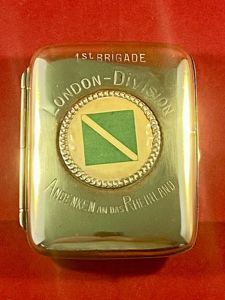 1ST BRIGADE
LONDON-DIVISION
ANDENKEN AN DAS RHEINLAND